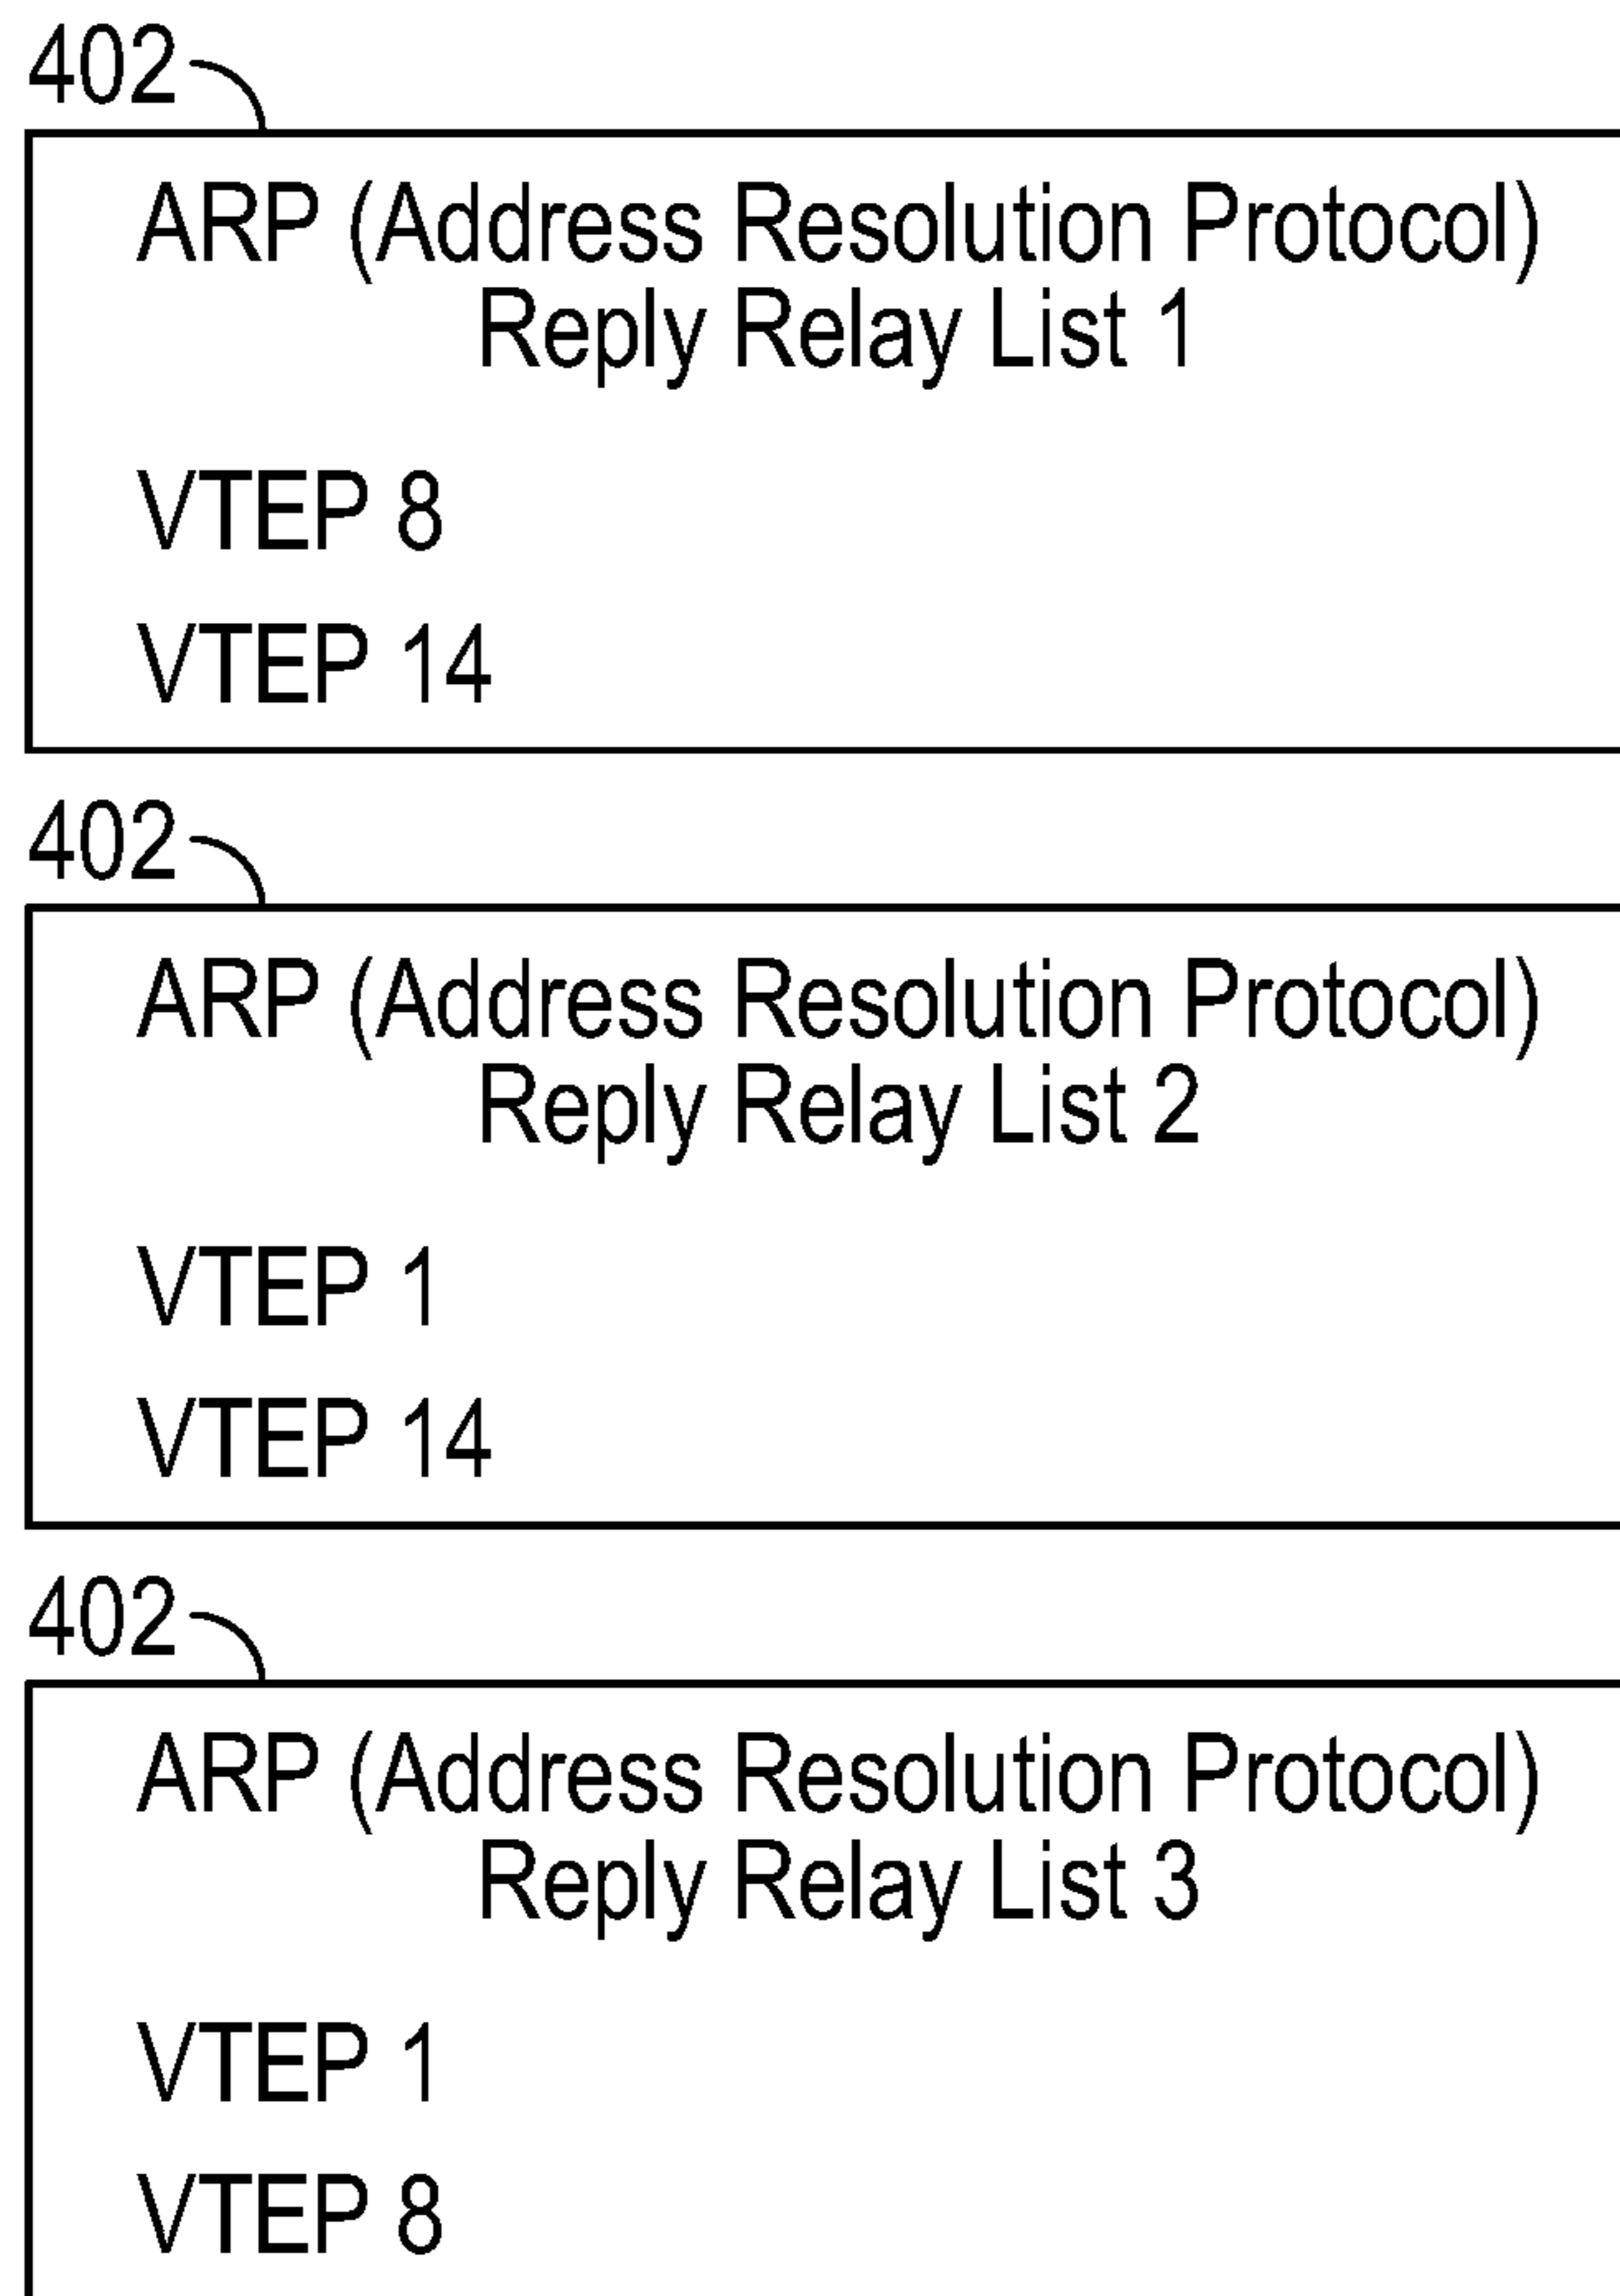 402
ARP (Address Resolution Protocol)
Reply Relay List 1
VTEP 8
VTEP 14
402
ARP (Address Resolution Protocol)
Reply Relay List 2
VTEP 1
VTEP 14
402
ARP (Address Resolution Protocol)
Reply Relay List 3
VTEP 1
VTEP 8